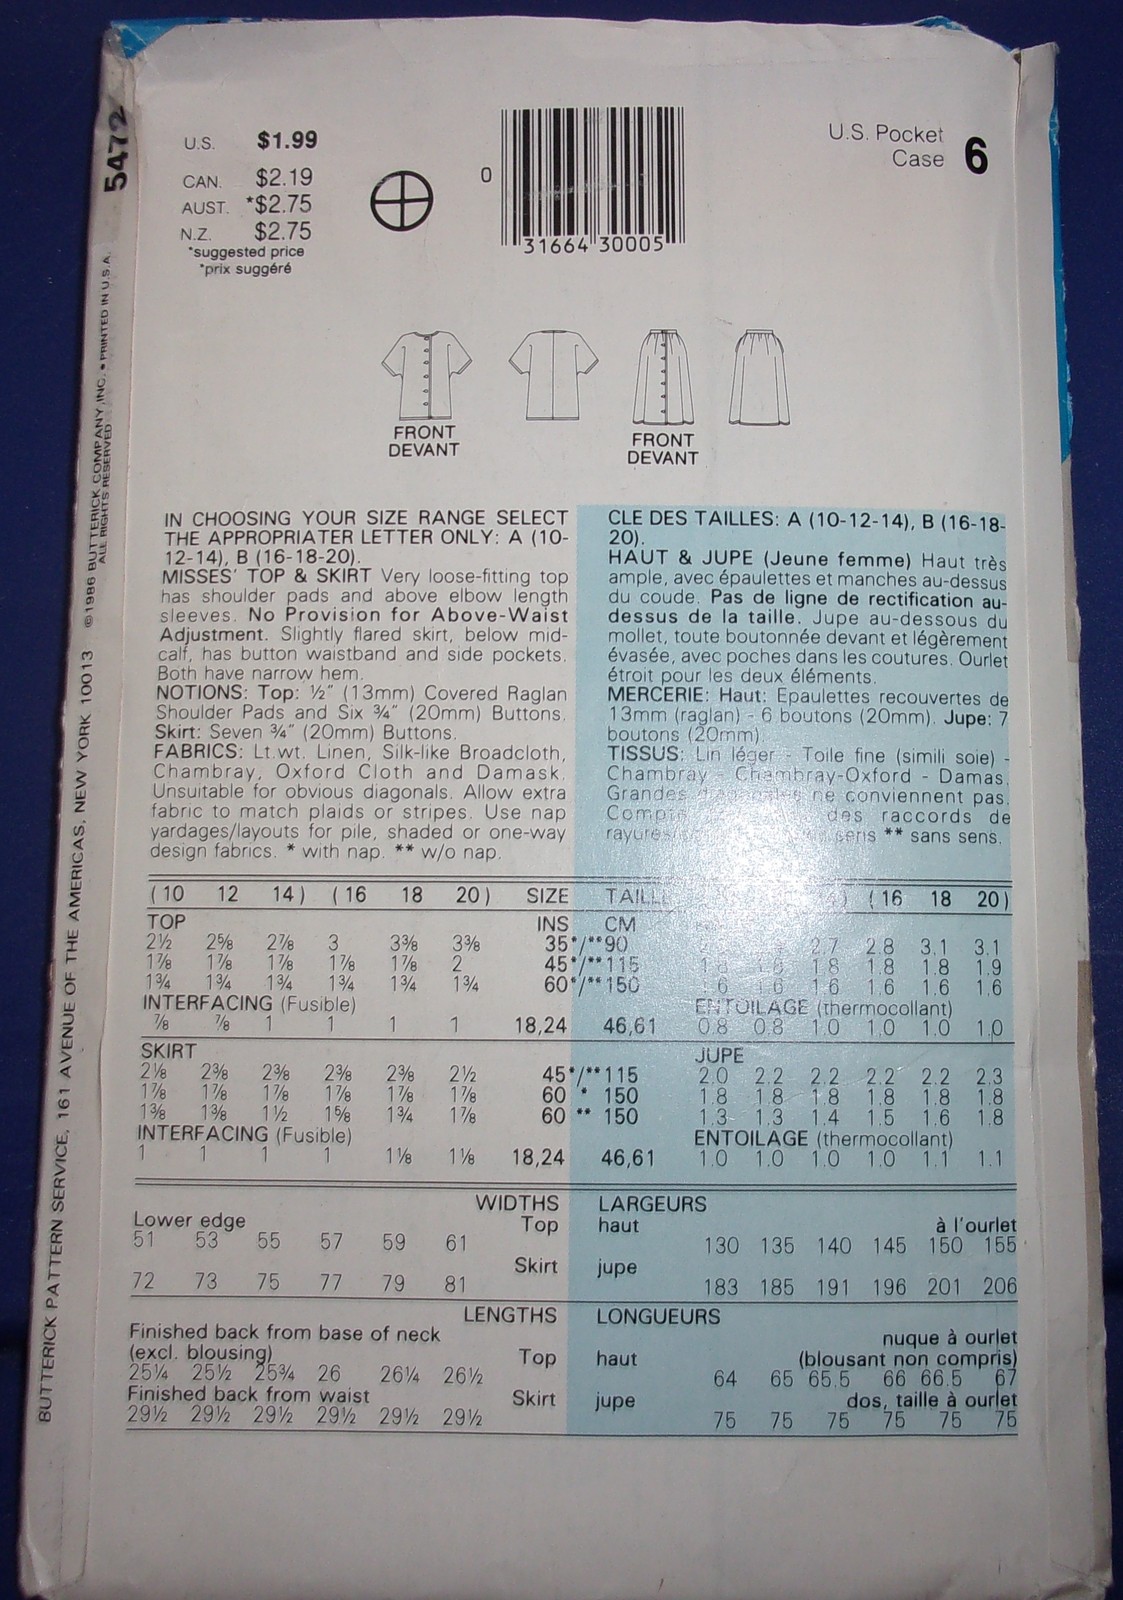 5472
U.S. $1.99
CAN. $2.19
AUST. *$2.75
N.Z. $2.75
*suggested price
*prix suggéré
0
31664 30005
U.S. Pocket
Case 6
©1986 BUTTERICK COMPANY, INC. • PRINTED IN U.S.A.
ALL RIGHTS RESERVED
BUTTERICK PATTERN SERVICE, 161 AVENUE OF THE AMERICAS, NEW YORK 10013
FRONT
DEVANT
FRONT
DEVANT
IN CHOOSING YOUR SIZE RANGE SELECT
THE APPROPRIATER LETTER ONLY: A (10-
12-14), B (16-18-20).
MISSES' TOP & SKIRT Very loose-fitting top
has shoulder pads and above elbow length
sleeves. No Provision for Above-Waist
Adjustment. Slightly flared skirt, below mid-
calf, has button waistband and side pockets.
Both have narrow hem.
NOTIONS: Top: ½" (13mm) Covered Raglan
Shoulder Pads and Six ¾" (20mm) Buttons.
Skirt: Seven ¾" (20mm) Buttons.
FABRICS: Lt.wt. Linen, Silk-like Broadcloth,
Chambray, Oxford Cloth and Damask.
Unsuitable for obvious diagonals. Allow extra
fabric to match plaids or stripes. Use nap
yardages/layouts for pile, shaded or one-way
design fabrics. * with nap. ** w/o nap.
CLE DES TAILLES: A (10-12-14), B (16-18-
20).
HAUT & JUPE (Jeune femme) Haut très
ample, avec épaulettes et manches au-dessus
du coude. Pas de ligne de rectification au-
dessus de la taille. Jupe au-dessous du
mollet, toute boutonnée devant et légèrement
évasée, avec poches dans les coutures. Ourlet
étroit pour les deux éléments.
MERCERIE: Haut: Epaulettes recouvertes de
13mm (raglan) - 6 boutons (20mm). Jupe: 7
boutons (20mm).
TISSUS: Lin léger - Toile fine (simili soie) -
Chambray - Chambray-Oxford - Damas.
Grandes ne conviennent pas.
des raccords de
sens ** sans sens.
(10 12 14) (16 18 20) SIZE TAILLE (16 18 20)
TOP INS CM
2½ 2⅝ 2⅞ 3 3⅜ 3⅜ 35*/**90 2.7 2.8 3.1 3.1
1⅞ 1⅞ 1⅞ 1⅞ 1⅞ 2 45*/**115 1.8 1.8 1.8 1.8 1.8 1.9
1¾ 1¾ 1¾ 1¾ 1¾ 1¾ 60*/**150 1.6 1.6 1.6 1.6 1.6 1.6
INTERFACING (Fusible) ENTOILAGE (thermocollant)
⅞ ⅞ 1 1 1 1 18,24 46,61 0.8 0.8 1.0 1.0 1.0 1.0
SKIRT JUPE
2⅛ 2⅜ 2⅜ 2⅜ 2⅜ 2½ 45*/**115 2.0 2.2 2.2 2.2 2.2 2.3
1⅞ 1⅞ 1⅞ 1⅞ 1⅞ 1⅞ 60 * 150 1.8 1.8 1.8 1.8 1.8 1.8
1⅜ 1⅜ 1½ 1⅝ 1¾ 1⅞ 60 ** 150 1.3 1.3 1.4 1.5 1.6 1.8
INTERFACING (Fusible) ENTOILAGE (thermocollant)
1 1 1 1 1⅛ 1⅛ 18,24 46,61 1.0 1.0 1.0 1.0 1.1 1.1
WIDTHS LARGEURS
Lower edge Top haut à l'ourlet
51 53 55 57 59 61 130 135 140 145 150 155
Skirt jupe
72 73 75 77 79 81 183 185 191 196 201 206
LENGTHS LONGUEURS
Finished back from base of neck nuque à ourlet
(excl. blousing) Top haut (blousant non compris)
25¼ 25½ 25¾ 26 26¼ 26½ 64 65 65.5 66 66.5 67
Finished back from waist Skirt jupe dos, taille à ourlet
29½ 29½ 29½ 29½ 29½ 29½ 75 75 75 75 75 75